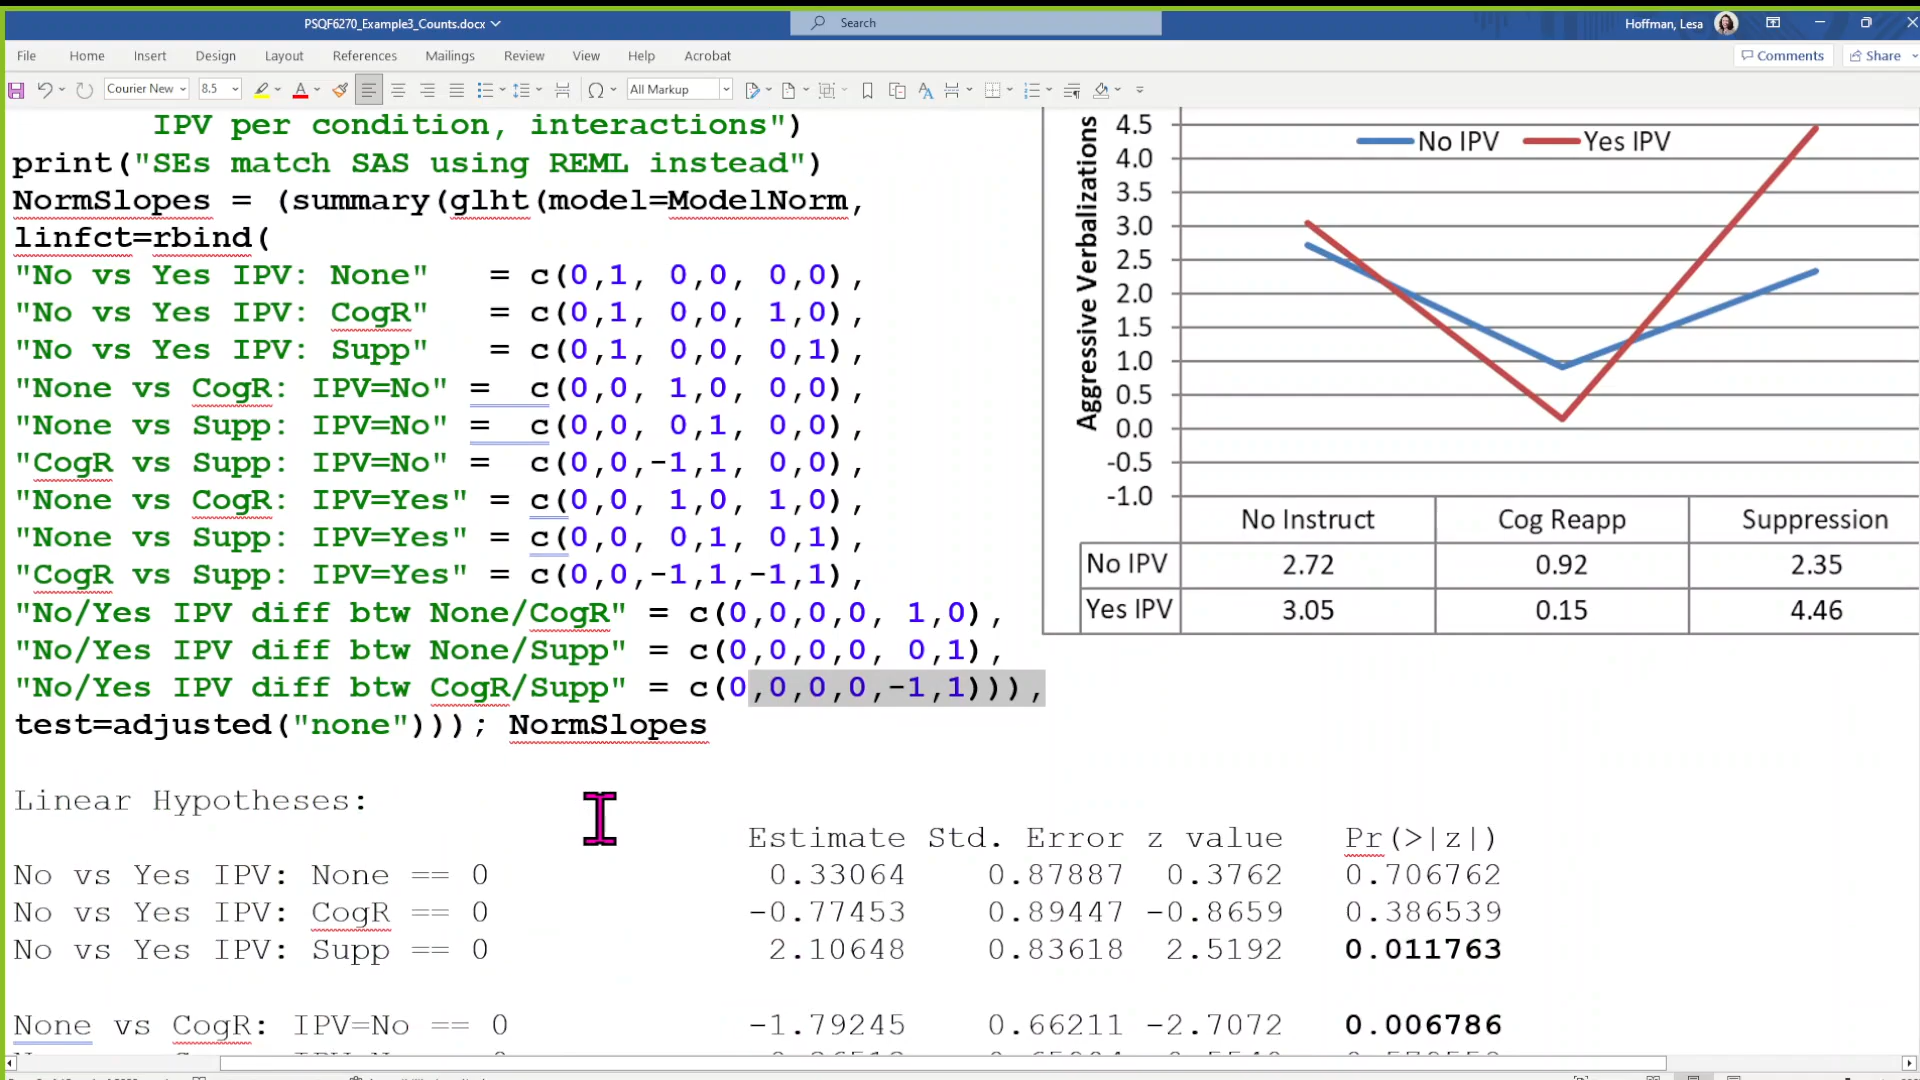 PSQF6270_Example3_Counts.docx
Search
Hoffman, Lesa
File Home Insert Design Layout References Mailings Review View Help Acrobat
Comments Share
Courier New 8.5 All Markup
IPV per condition, interactions")
print("SEs match SAS using REML instead")
NormSlopes = (summary(glht(model=ModelNorm,
linfct=rbind(
"No vs Yes IPV: None" = c(0,1, 0,0, 0,0),
"No vs Yes IPV: CogR" = c(0,1, 0,0, 1,0),
"No vs Yes IPV: Supp" = c(0,1, 0,0, 0,1),
"None vs CogR: IPV=No" = c(0,0, 1,0, 0,0),
"None vs Supp: IPV=No" = c(0,0, 0,1, 0,0),
"CogR vs Supp: IPV=No" = c(0,0,-1,1, 0,0),
"None vs CogR: IPV=Yes" = c(0,0, 1,0, 1,0),
"None vs Supp: IPV=Yes" = c(0,0, 0,1, 0,1),
"CogR vs Supp: IPV=Yes" = c(0,0,-1,1,-1,1),
"No/Yes IPV diff btw None/CogR" = c(0,0,0,0, 1,0),
"No/Yes IPV diff btw None/Supp" = c(0,0,0,0, 0,1),
"No/Yes IPV diff btw CogR/Supp" = c(0,0,0,0,-1,1))),
test=adjusted("none"))); NormSlopes
Aggressive Verbalizations
No IPV Yes IPV
4.5
4.0
3.5
3.0
2.5
2.0
1.5
1.0
0.5
0.0
-0.5
-1.0
No Instruct Cog Reapp Suppression
No IPV 2.72 0.92 2.35
Yes IPV 3.05 0.15 4.46
Linear Hypotheses:
Estimate Std. Error z value Pr(>|z|)
No vs Yes IPV: None == 0 0.33064 0.87887 0.3762 0.706762
No vs Yes IPV: CogR == 0 -0.77453 0.89447 -0.8659 0.386539
No vs Yes IPV: Supp == 0 2.10648 0.83618 2.5192 0.011763
None vs CogR: IPV=No == 0 -1.79245 0.66211 -2.7072 0.006786